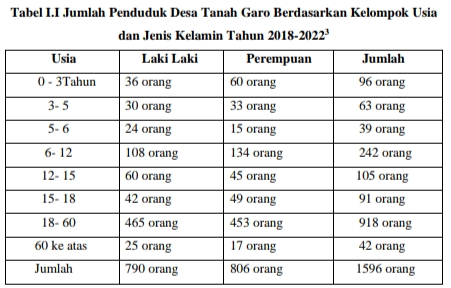 Tabel I.I Jumlah Penduduk Desa Tanah Garo Berdasarkan Kelompok Usia
dan Jenis Kelamin Tahun 2018-2022³
Usia Laki Laki Perempuan Jumlah
0 - 3Tahun 36 orang 60 orang 96 orang
3- 5 30 orang 33 orang 63 orang
5- 6 24 orang 15 orang 39 orang
6- 12 108 orang 134 orang 242 orang
12- 15 60 orang 45 orang 105 orang
15- 18 42 orang 49 orang 91 orang
18- 60 465 orang 453 orang 918 orang
60 ke atas 25 orang 17 orang 42 orang
Jumlah 790 orang 806 orang 1596 orang